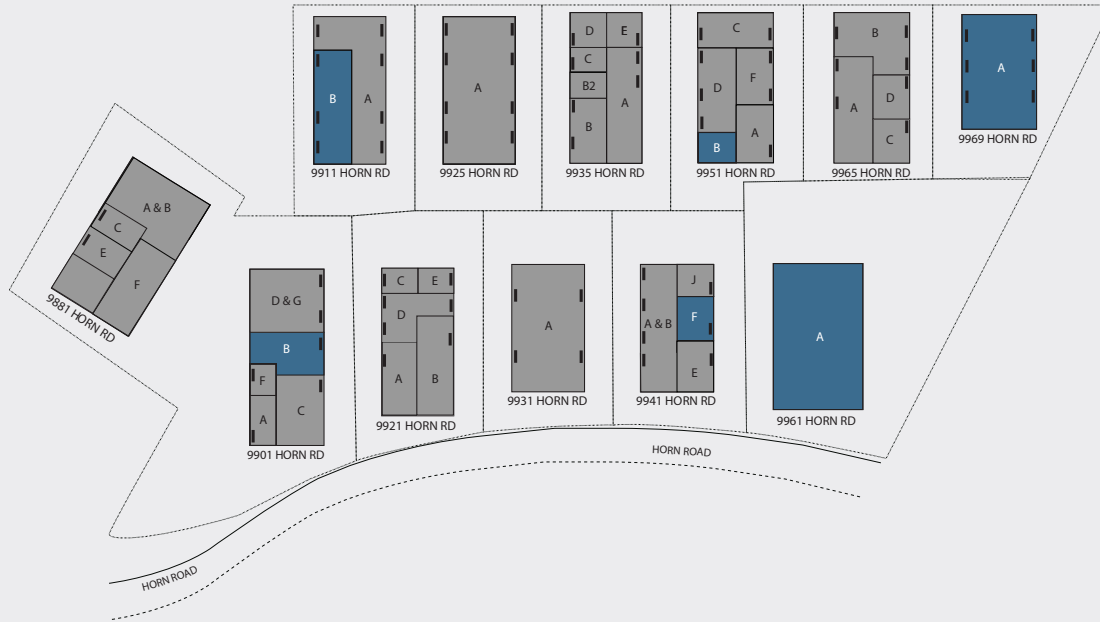 B
A
9911 HORN RD
A
9925 HORN RD
D
E
C
B2
A
B
9935 HORN RD
C
D
F
A
B
9951 HORN RD
B
A
D
C
9965 HORN RD
A
9969 HORN RD
A & B
C
E
F
9881 HORN RD
D & G
B
F
A
C
9901 HORN RD
C
E
D
A
B
9921 HORN RD
A
9931 HORN RD
J
A & B
F
E
9941 HORN RD
A
9961 HORN RD
HORN ROAD
HORN ROAD